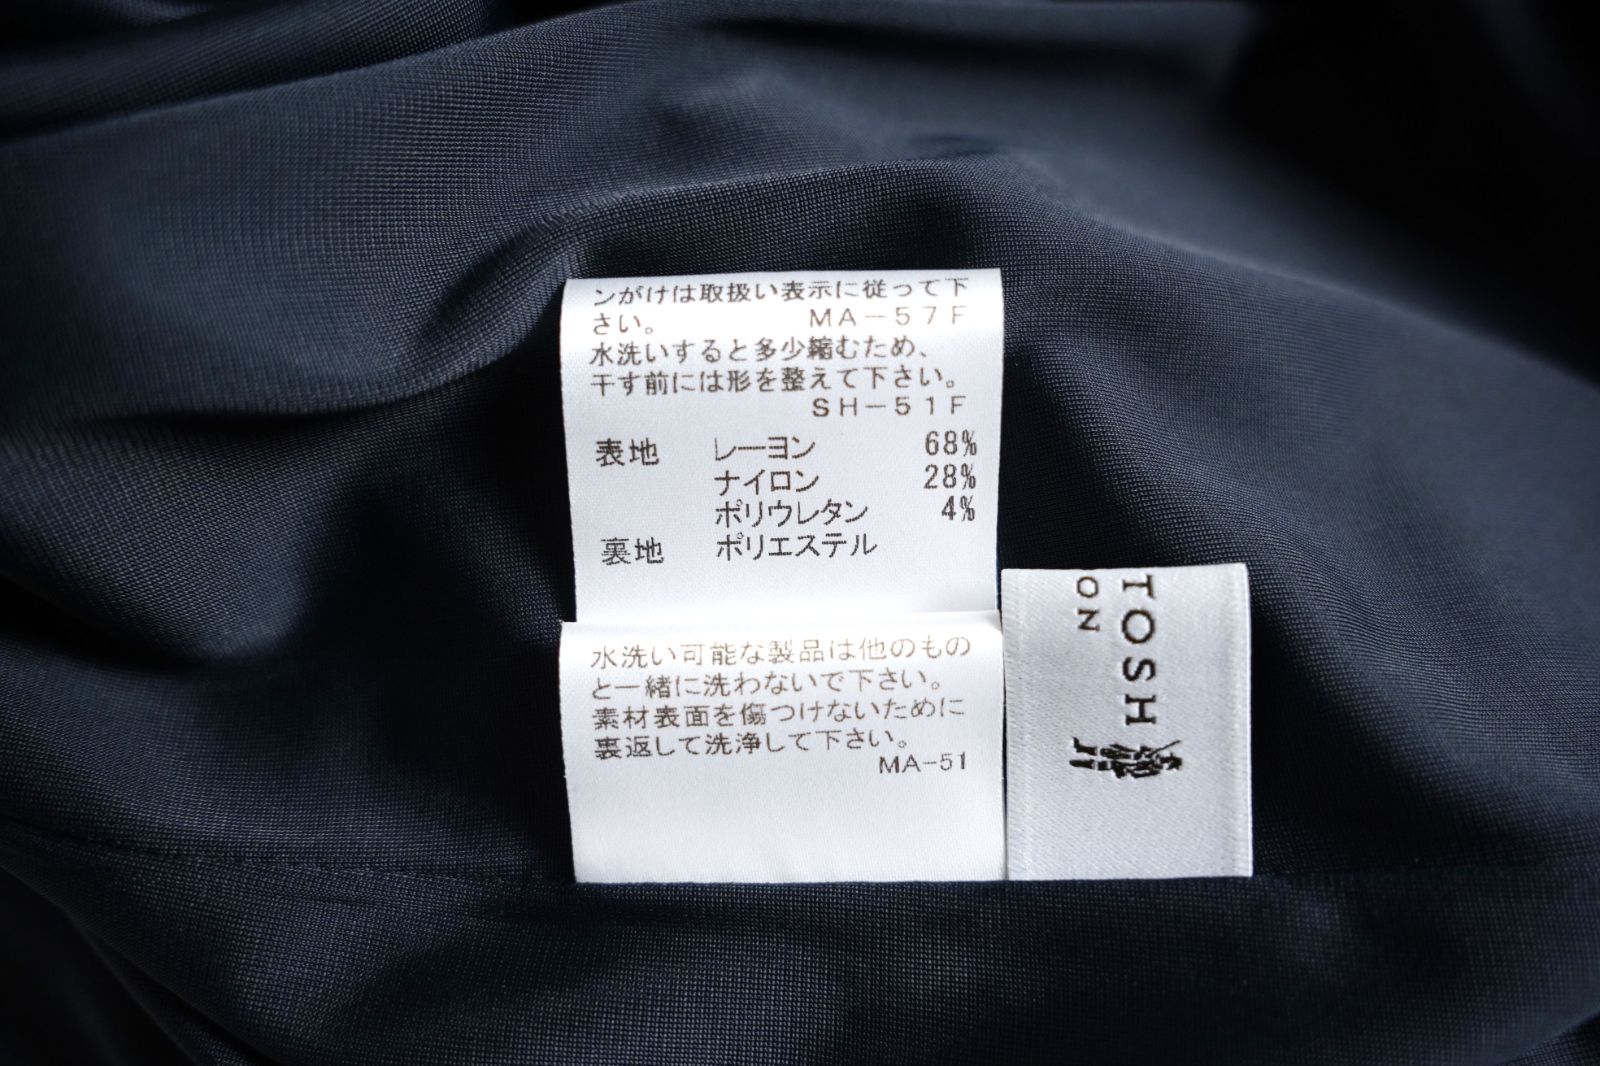 ンがけは取扱い表示に従って下
さい。 MA-57F
水洗いすると多少縮むため、
干す前には形を整えて下さい。
SH-51F
表地 レーヨン 68%
ナイロン 28%
ポリウレタン 4%
裏地 ポリエステル
水洗い可能な製品は他のもの
と一緒に洗わないで下さい。
素材表面を傷つけないために
裏返して洗浄して下さい。
MA-51
TOSH
ON